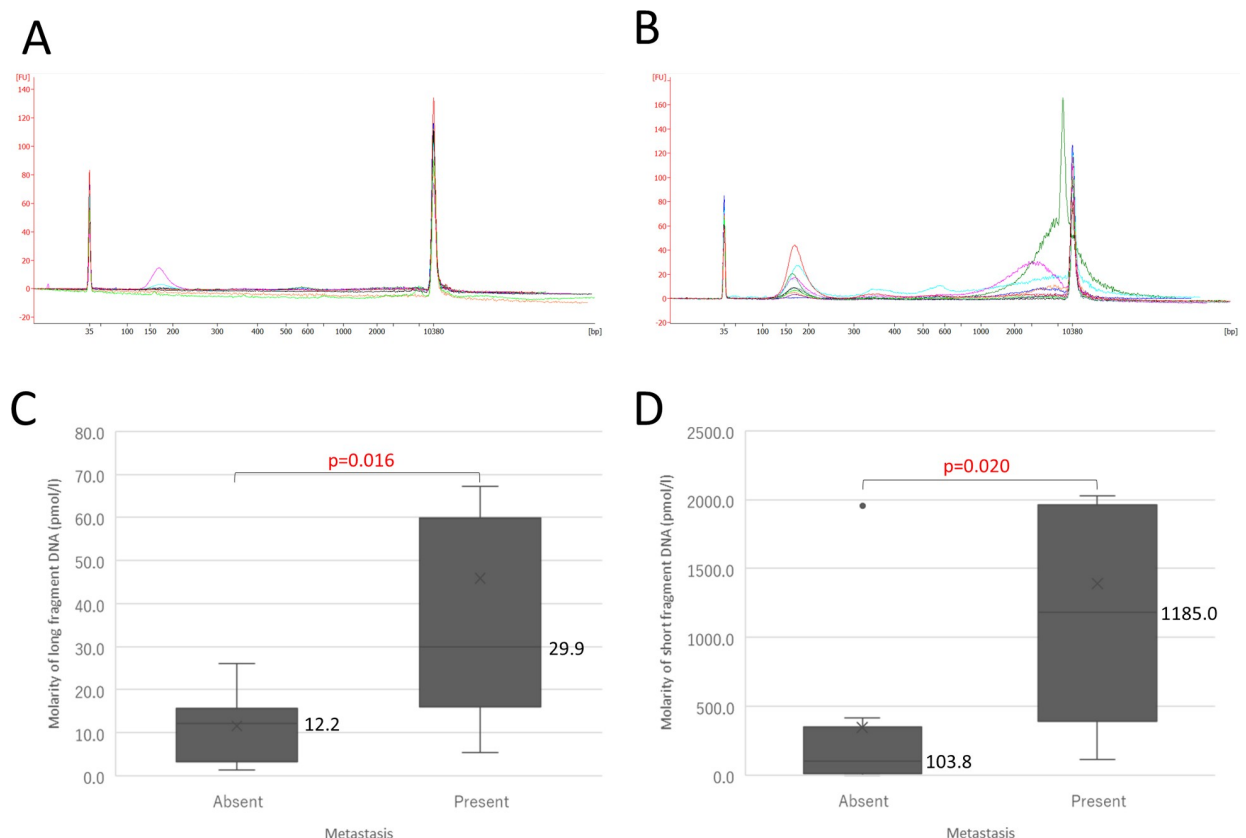 A
[FU]
140
120
100
80
60
40
20
0
-20
35 100 150 200 300 400 500 600 1000 2000 10380 [bp]
B
[FU]
160
140
120
100
80
60
40
20
0
-20
35 100 150 200 300 400 500 600 1000 2000 10380 [bp]
C
Molarity of long fragment DNA (pmol/l)
80.0
70.0
60.0
50.0
40.0
30.0
20.0
10.0
0.0
p=0.016
12.2
29.9
Absent Present
Metastasis
D
Molarity of short fragment DNA (pmol/l)
2500.0
2000.0
1500.0
1000.0
500.0
0.0
p=0.020
103.8
1185.0
Absent Present
Metastasis